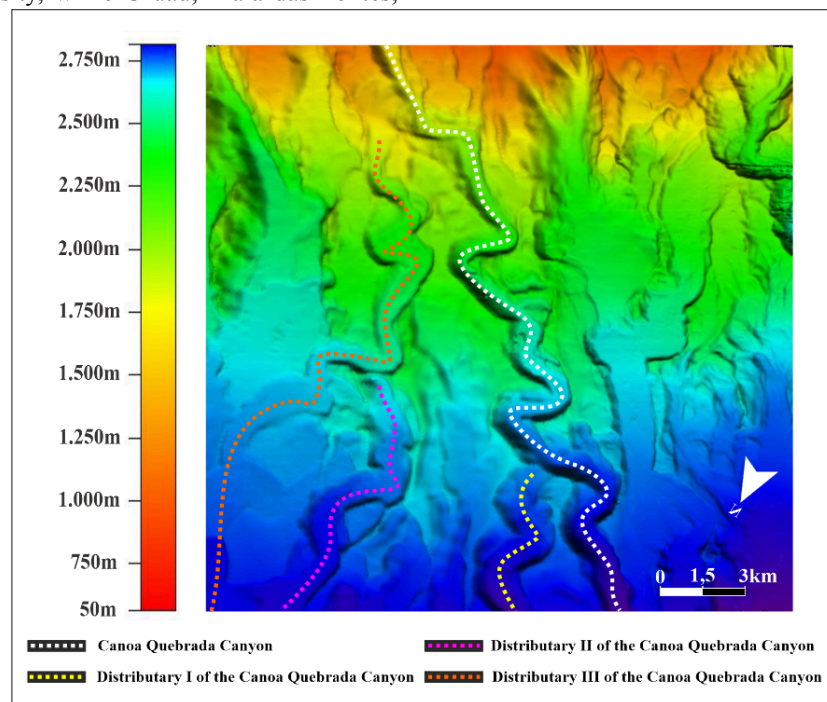 2.750m
2.500m
2.250m
2.000m
1.750m
1.500m
1.250m
1.000m
750m
50m
N
0 1,5 3km
Canoa Quebrada Canyon
Distributary II of the Canoa Quebrada Canyon
Distributary I of the Canoa Quebrada Canyon
Distributary III of the Canoa Quebrada Canyon